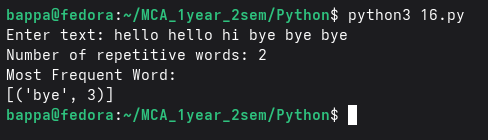 bappa@fedora:~/MCA_1year_2sem/Python$ python3 16.py
Enter text: hello hello hi bye bye bye
Number of repetitive words: 2
Most Frequent Word:
[('bye', 3)]
bappa@fedora:~/MCA_1year_2sem/Python$